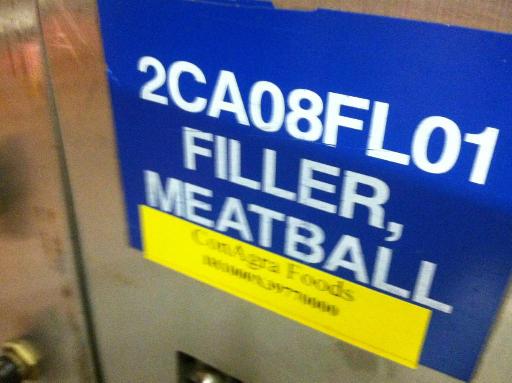 2CA08FL01
FILLER,
MEATBALL
ConAgra Foods